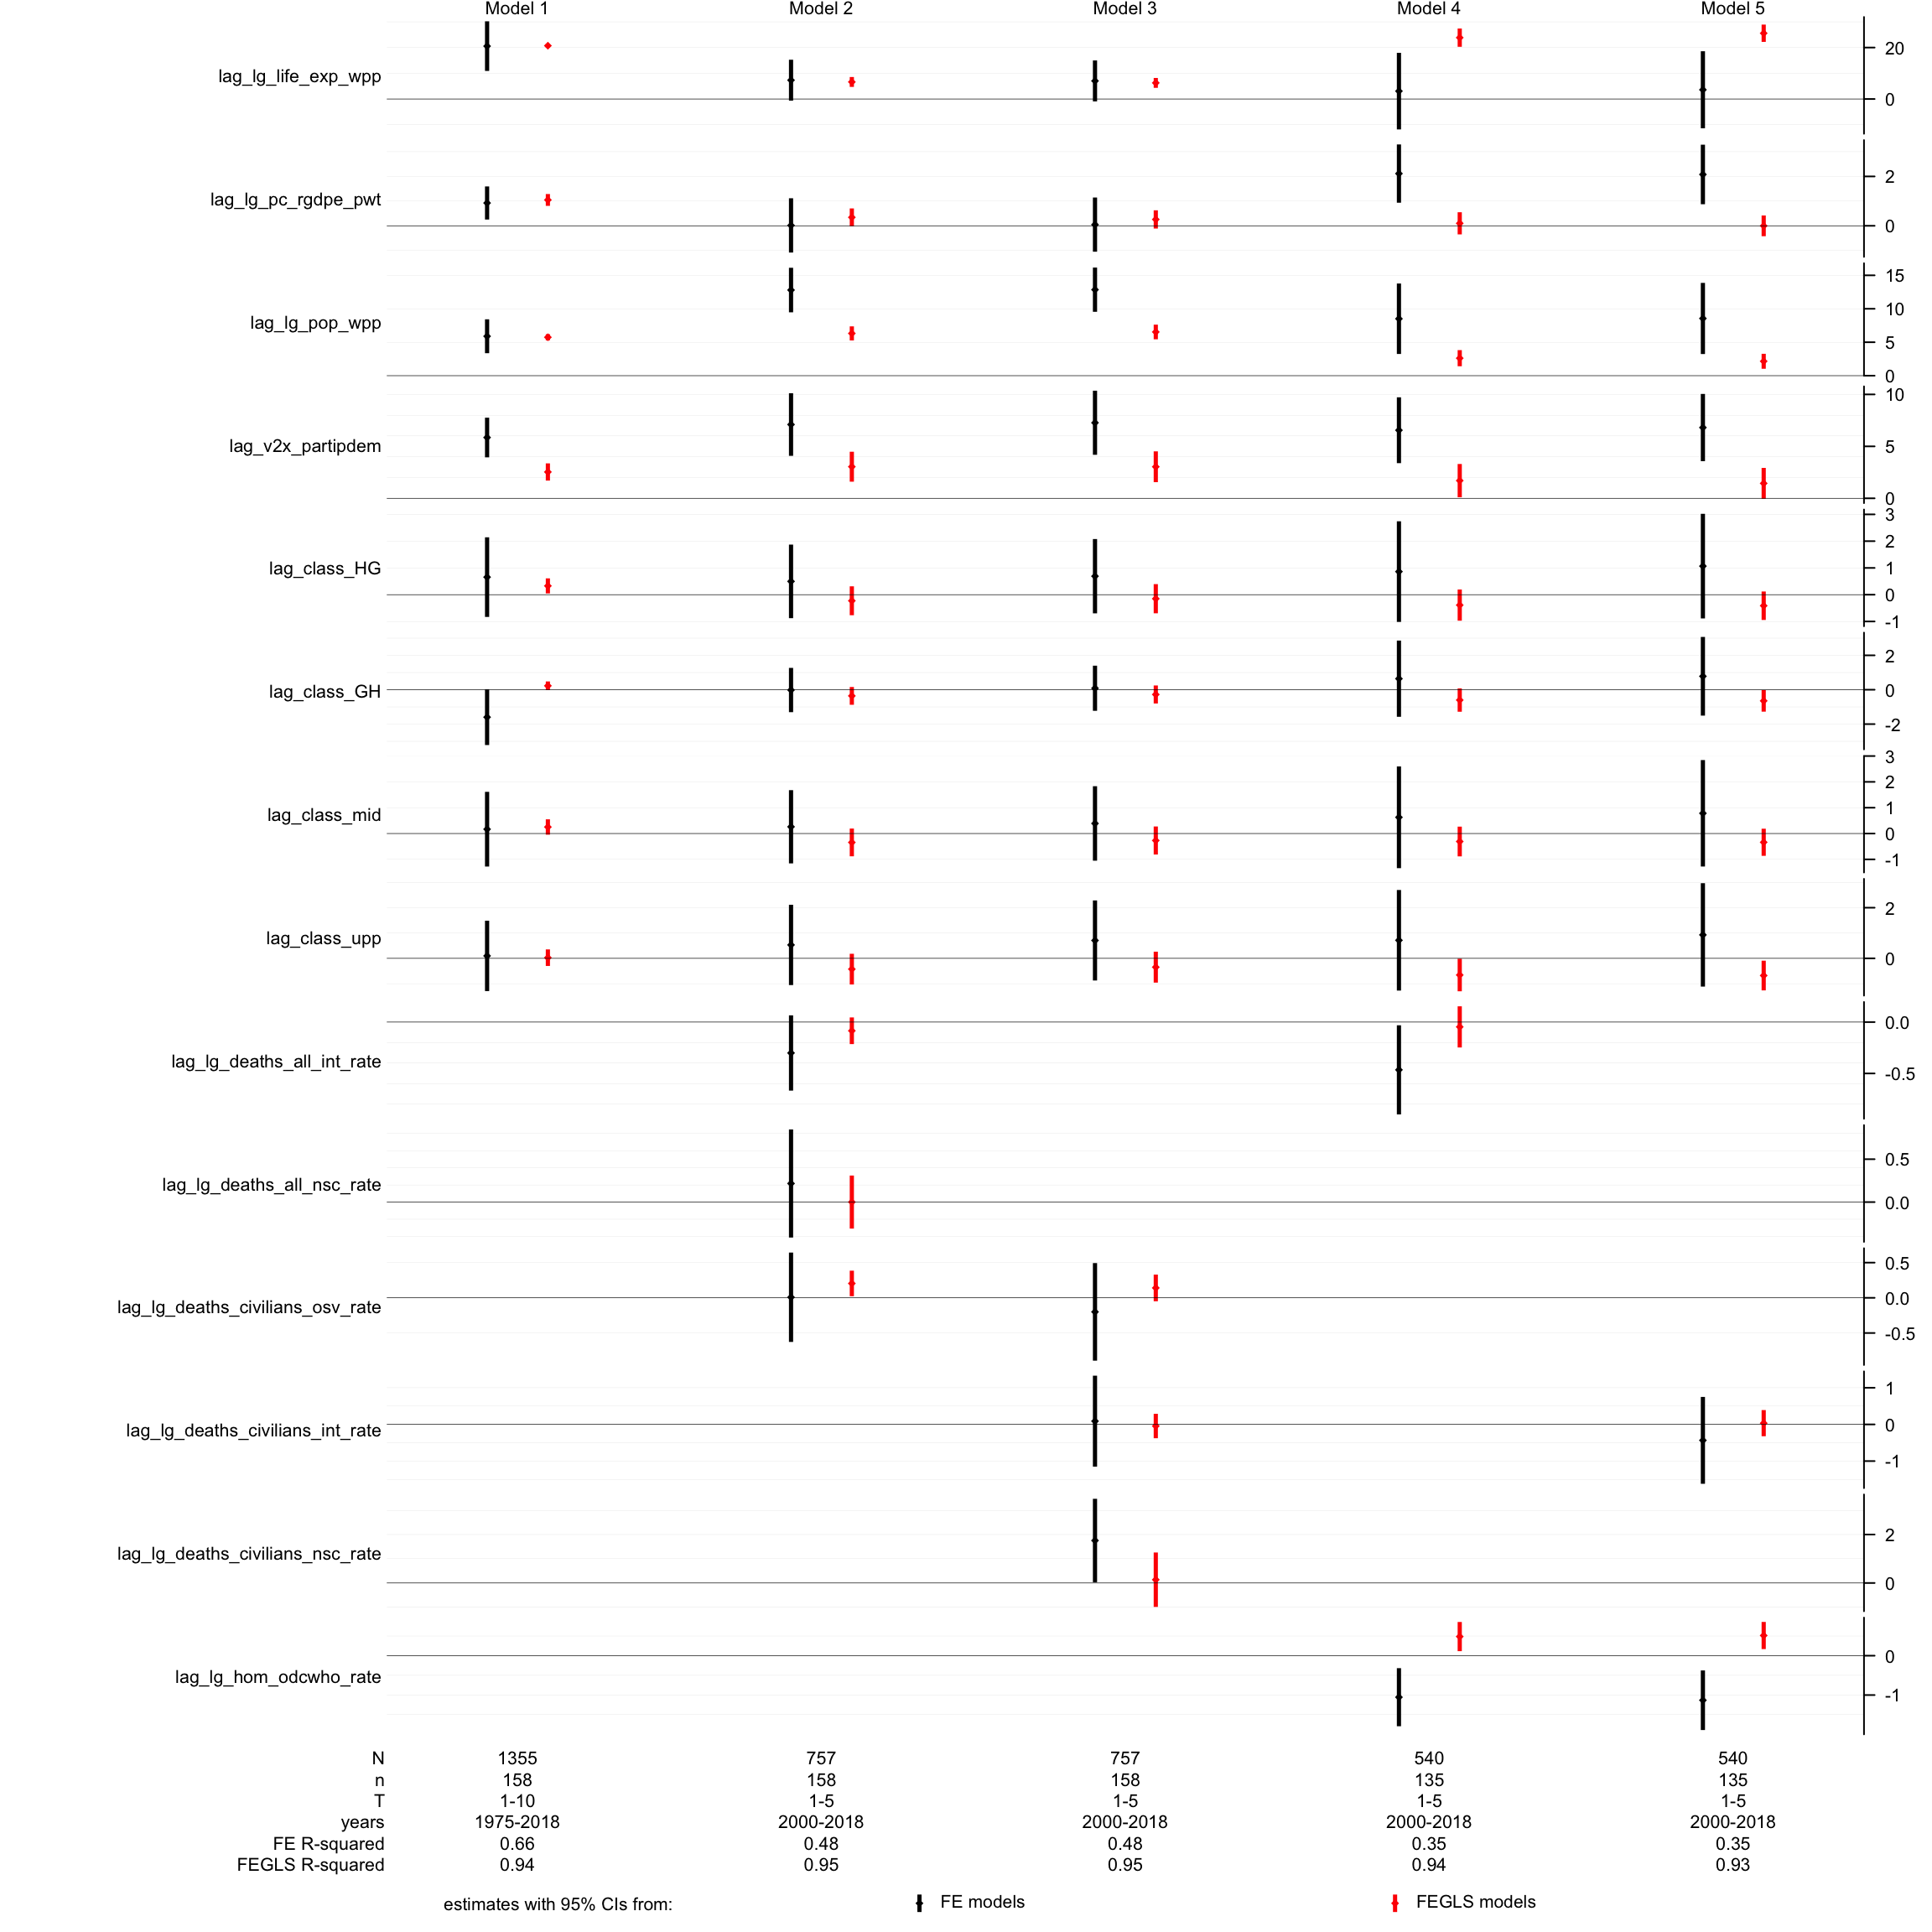 Model 1 Model 2 Model 3 Model 4 Model 5
lag_lg_life_exp_wpp
20
0
lag_lg_pc_rgdpe_pwt
2
0
lag_lg_pop_wpp
15
10
5
0
lag_v2x_partipdem
10
5
0
lag_class_HG
3
2
1
0
-1
lag_class_GH
2
0
-2
lag_class_mid
3
2
1
0
-1
lag_class_upp
2
0
lag_lg_deaths_all_int_rate
0.0
-0.5
lag_lg_deaths_all_nsc_rate
0.5
0.0
lag_lg_deaths_civilians_osv_rate
0.5
0.0
-0.5
lag_lg_deaths_civilians_int_rate
1
0
-1
lag_lg_deaths_civilians_nsc_rate
2
0
lag_lg_hom_odcwho_rate
0
-1
N 1355 757 757 540 540
n 158 158 158 135 135
T 1-10 1-5 1-5 1-5 1-5
years 1975-2018 2000-2018 2000-2018 2000-2018 2000-2018
FE R-squared 0.66 0.48 0.48 0.35 0.35
FEGLS R-squared 0.94 0.95 0.95 0.94 0.93
estimates with 95% CIs from: FE models FEGLS models